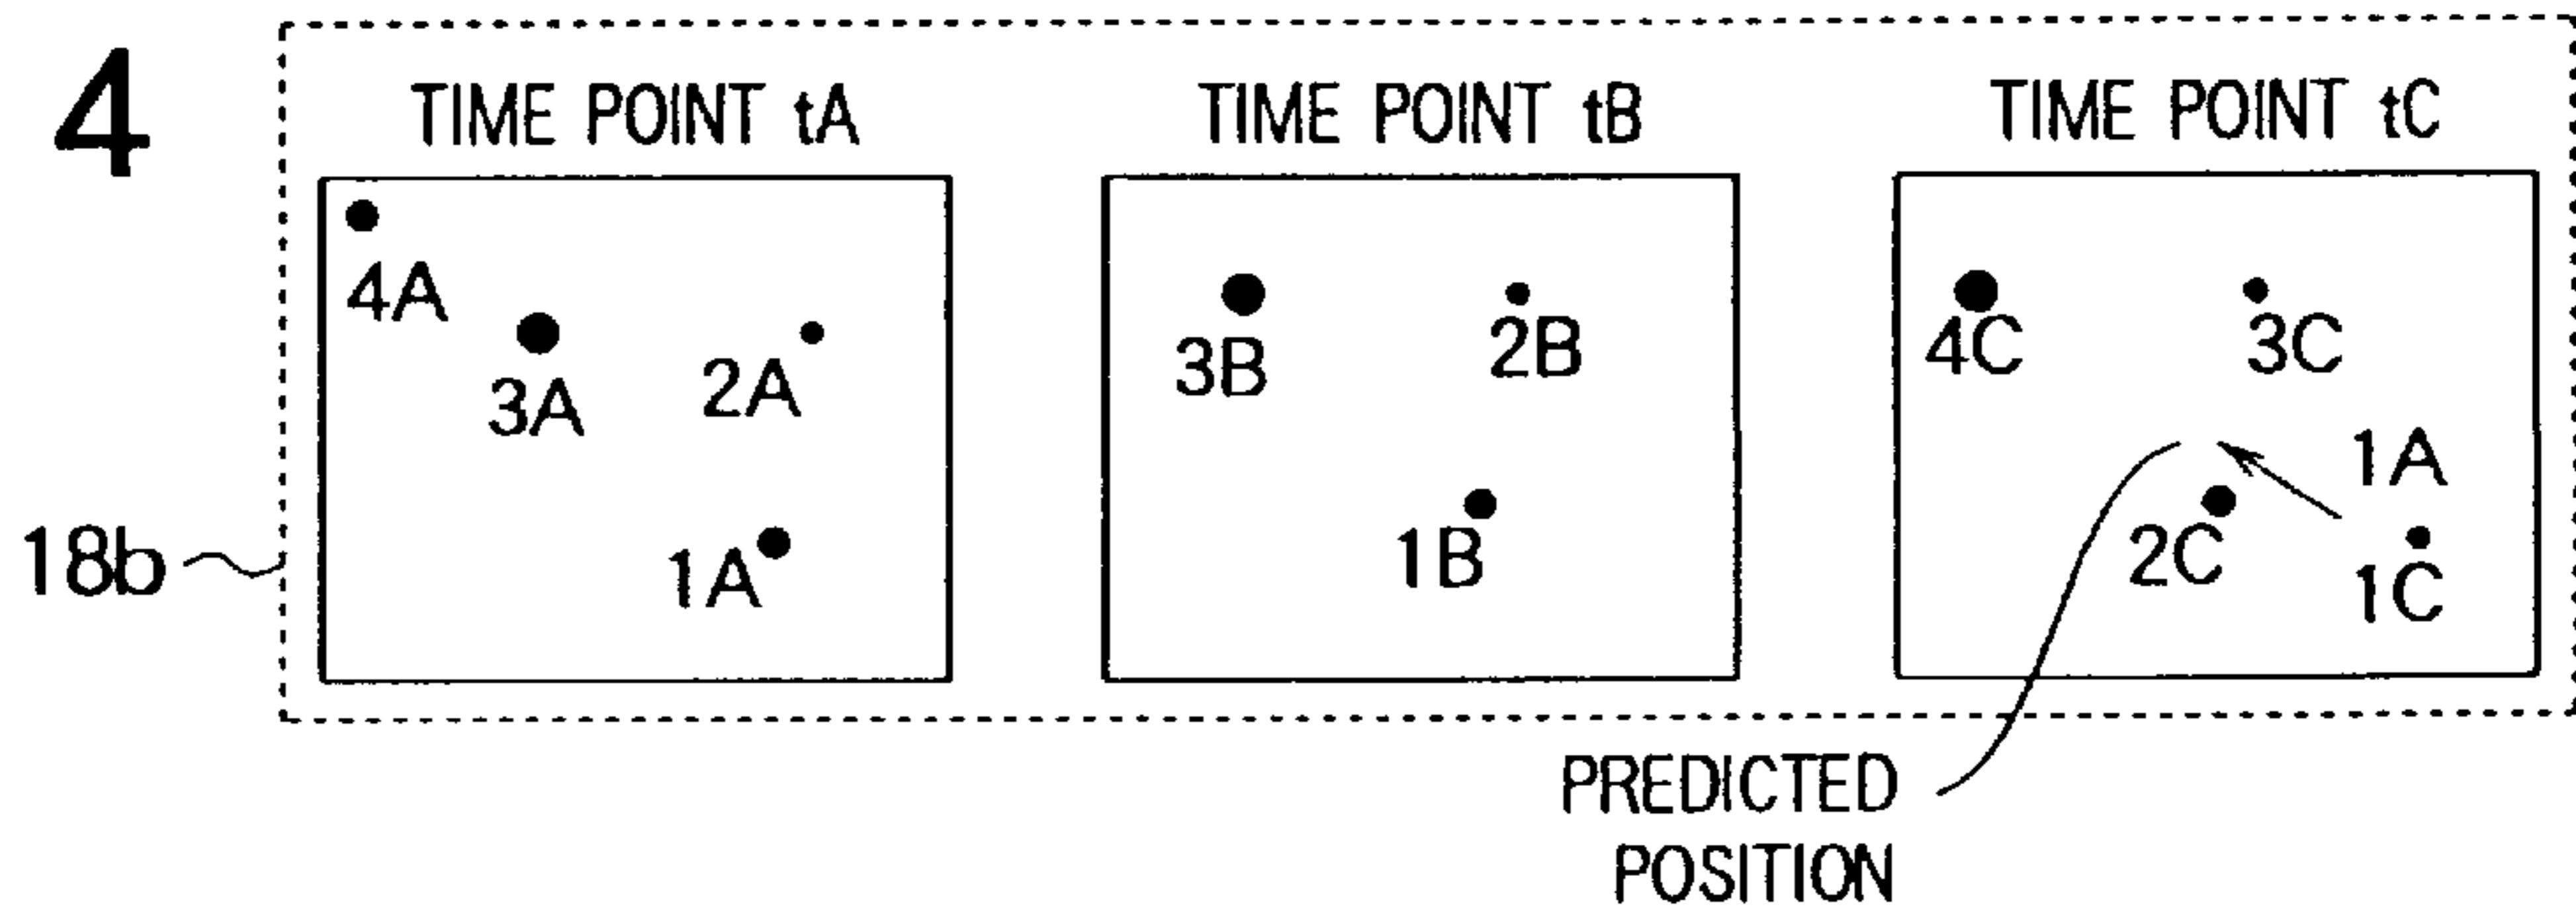 4
TIME POINT tA
TIME POINT tB
TIME POINT tC
4A
3A
2A
1A
3B
2B
1B
4C
3C
1A
2C
1C
18b
PREDICTED
POSITION